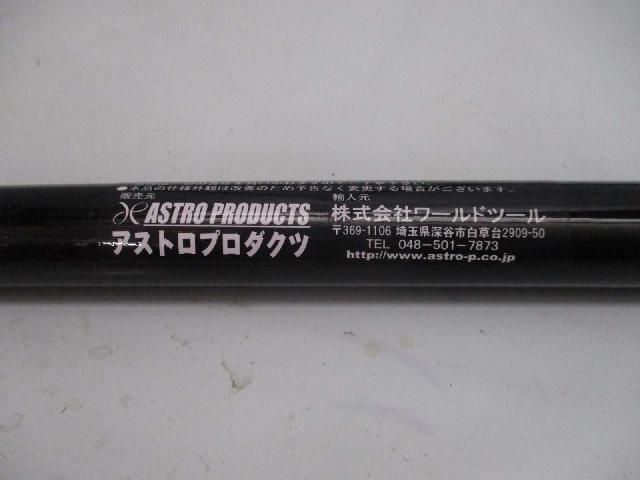 ●本品の仕様外観は改善のため予告なく変更する場合がございます。
販売元
ASTRO PRODUCTS
アストロプロダクツ
輸入元
株式会社ワールドツール
〒369-1106 埼玉県深谷市白草台2909-50
TEL 048-501-7873
http://www.astro-p.co.jp